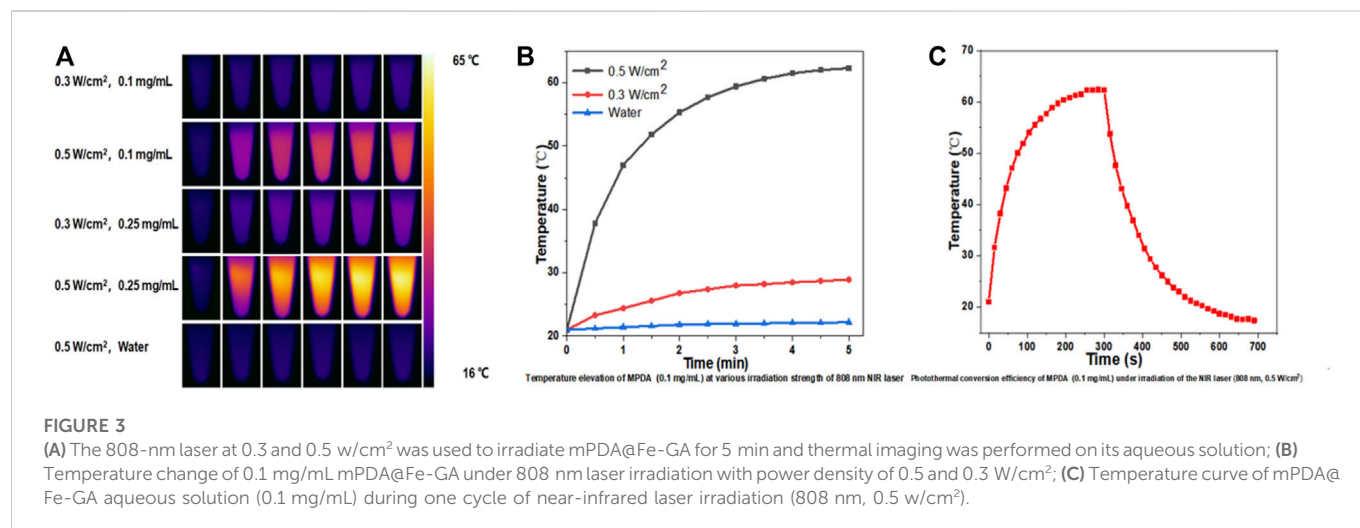 A
0.3 W/cm², 0.1 mg/mL
0.5 W/cm², 0.1 mg/mL
0.3 W/cm², 0.25 mg/mL
0.5 W/cm², 0.25 mg/mL
0.5 W/cm², Water
65 ℃
16 ℃
B
0.5 W/cm²
0.3 W/cm²
Water
Temperature (℃)
60
50
40
30
20
0 1 2 3 4 5
Time (min)
Temperature elevation of MPDA (0.1 mg/mL) at various irradiation strength of 808 nm NIR laser
C
Temperature (℃)
70
60
50
40
30
20
0 100 200 300 400 500 600 700
Time (s)
Photothermal conversion efficiency of MPDA (0.1 mg/mL) under irradiation of the NIR laser (808 nm, 0.5 W/cm²)
FIGURE 3
(A) The 808-nm laser at 0.3 and 0.5 w/cm² was used to irradiate mPDA@Fe-GA for 5 min and thermal imaging was performed on its aqueous solution; (B)
Temperature change of 0.1 mg/mL mPDA@Fe-GA under 808 nm laser irradiation with power density of 0.5 and 0.3 W/cm²; (C) Temperature curve of mPDA@
Fe-GA aqueous solution (0.1 mg/mL) during one cycle of near-infrared laser irradiation (808 nm, 0.5 w/cm²).